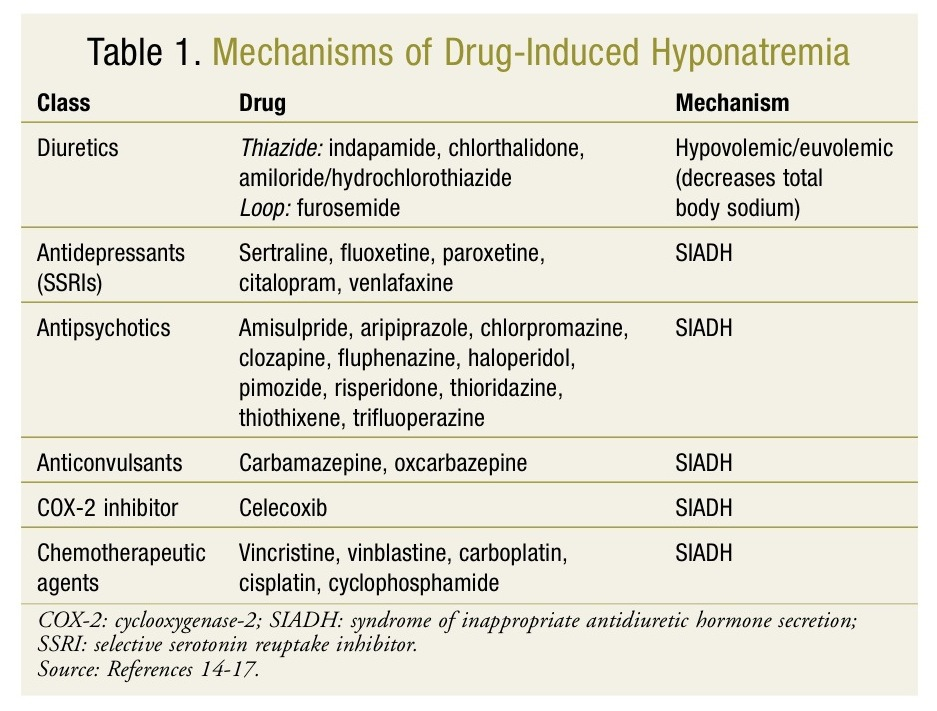 Table 1. Mechanisms of Drug-Induced Hyponatremia
Class Drug Mechanism
Diuretics Thiazide: indapamide, chlorthalidone, Hypovolemic/euvolemic
amiloride/hydrochlorothiazide (decreases total
Loop: furosemide body sodium)
Antidepressants Sertraline, fluoxetine, paroxetine, SIADH
(SSRIs) citalopram, venlafaxine
Antipsychotics Amisulpride, aripiprazole, chlorpromazine, SIADH
clozapine, fluphenazine, haloperidol,
pimozide, risperidone, thioridazine,
thiothixene, trifluoperazine
Anticonvulsants Carbamazepine, oxcarbazepine SIADH
COX-2 inhibitor Celecoxib SIADH
Chemotherapeutic Vincristine, vinblastine, carboplatin, SIADH
agents cisplatin, cyclophosphamide
COX-2: cyclooxygenase-2; SIADH: syndrome of inappropriate antidiuretic hormone secretion;
SSRI: selective serotonin reuptake inhibitor.
Source: References 14-17.